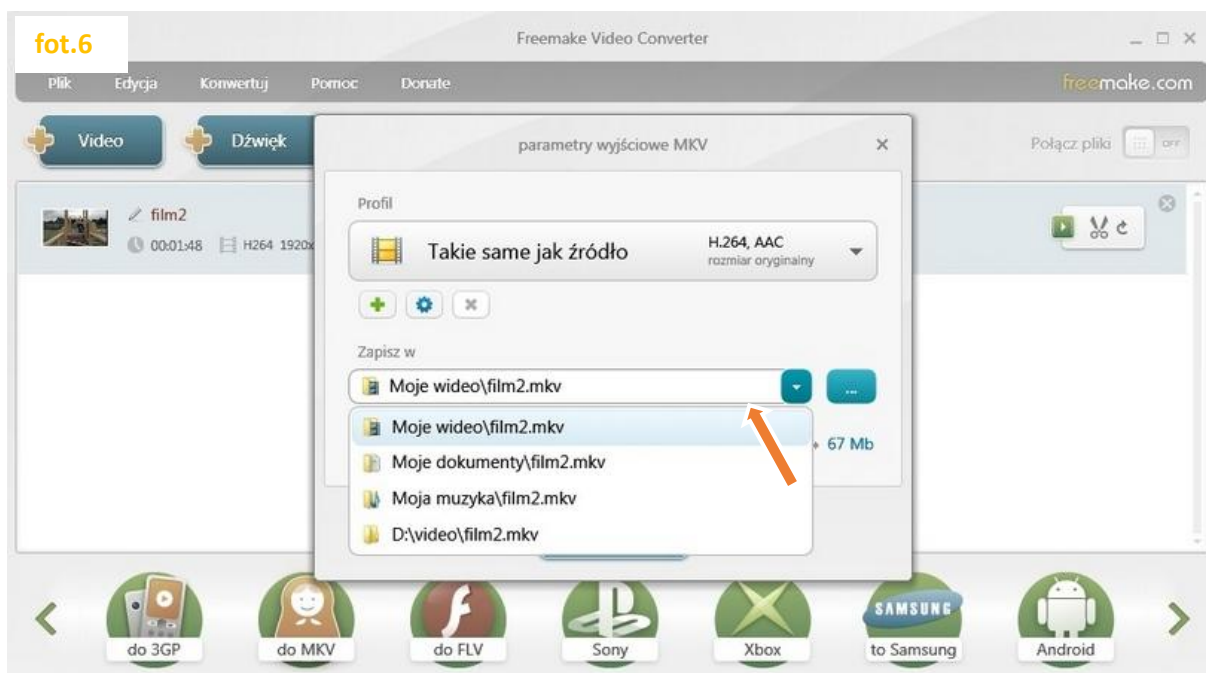 fot.6
Freemake Video Converter
Plik Edycja Konwertuj Pomoc Donate
freemake.com
Video
Dźwięk
Połącz pliki
OFF
parametry wyjściowe MKV
film2
00:01:48 H264 1920x
Profil
Takie same jak źródło
H.264, AAC
rozmiar oryginalny
Zapisz w
Moje wideo\film2.mkv
...
Moje wideo\film2.mkv
Moje dokumenty\film2.mkv
Moja muzyka\film2.mkv
D:\video\film2.mkv
67 Mb
do 3GP
do MKV
do FLV
Sony
Xbox
SAMSUNG
to Samsung
Android